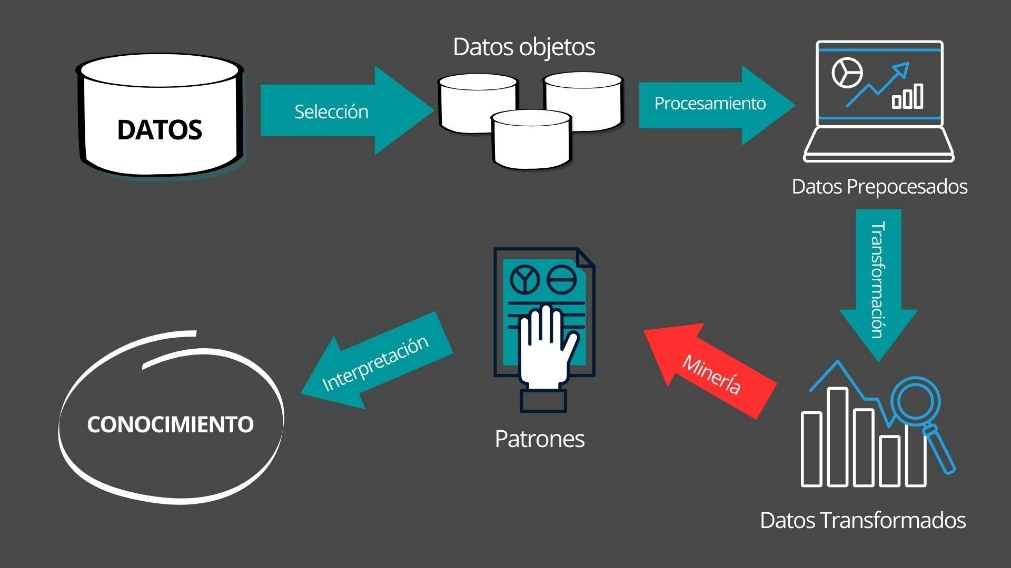 DATOS
Selección
Datos objetos
Procesamiento
Datos Prepocesados
Transformación
Datos Transformados
Minería
Patrones
Interpretación
CONOCIMIENTO